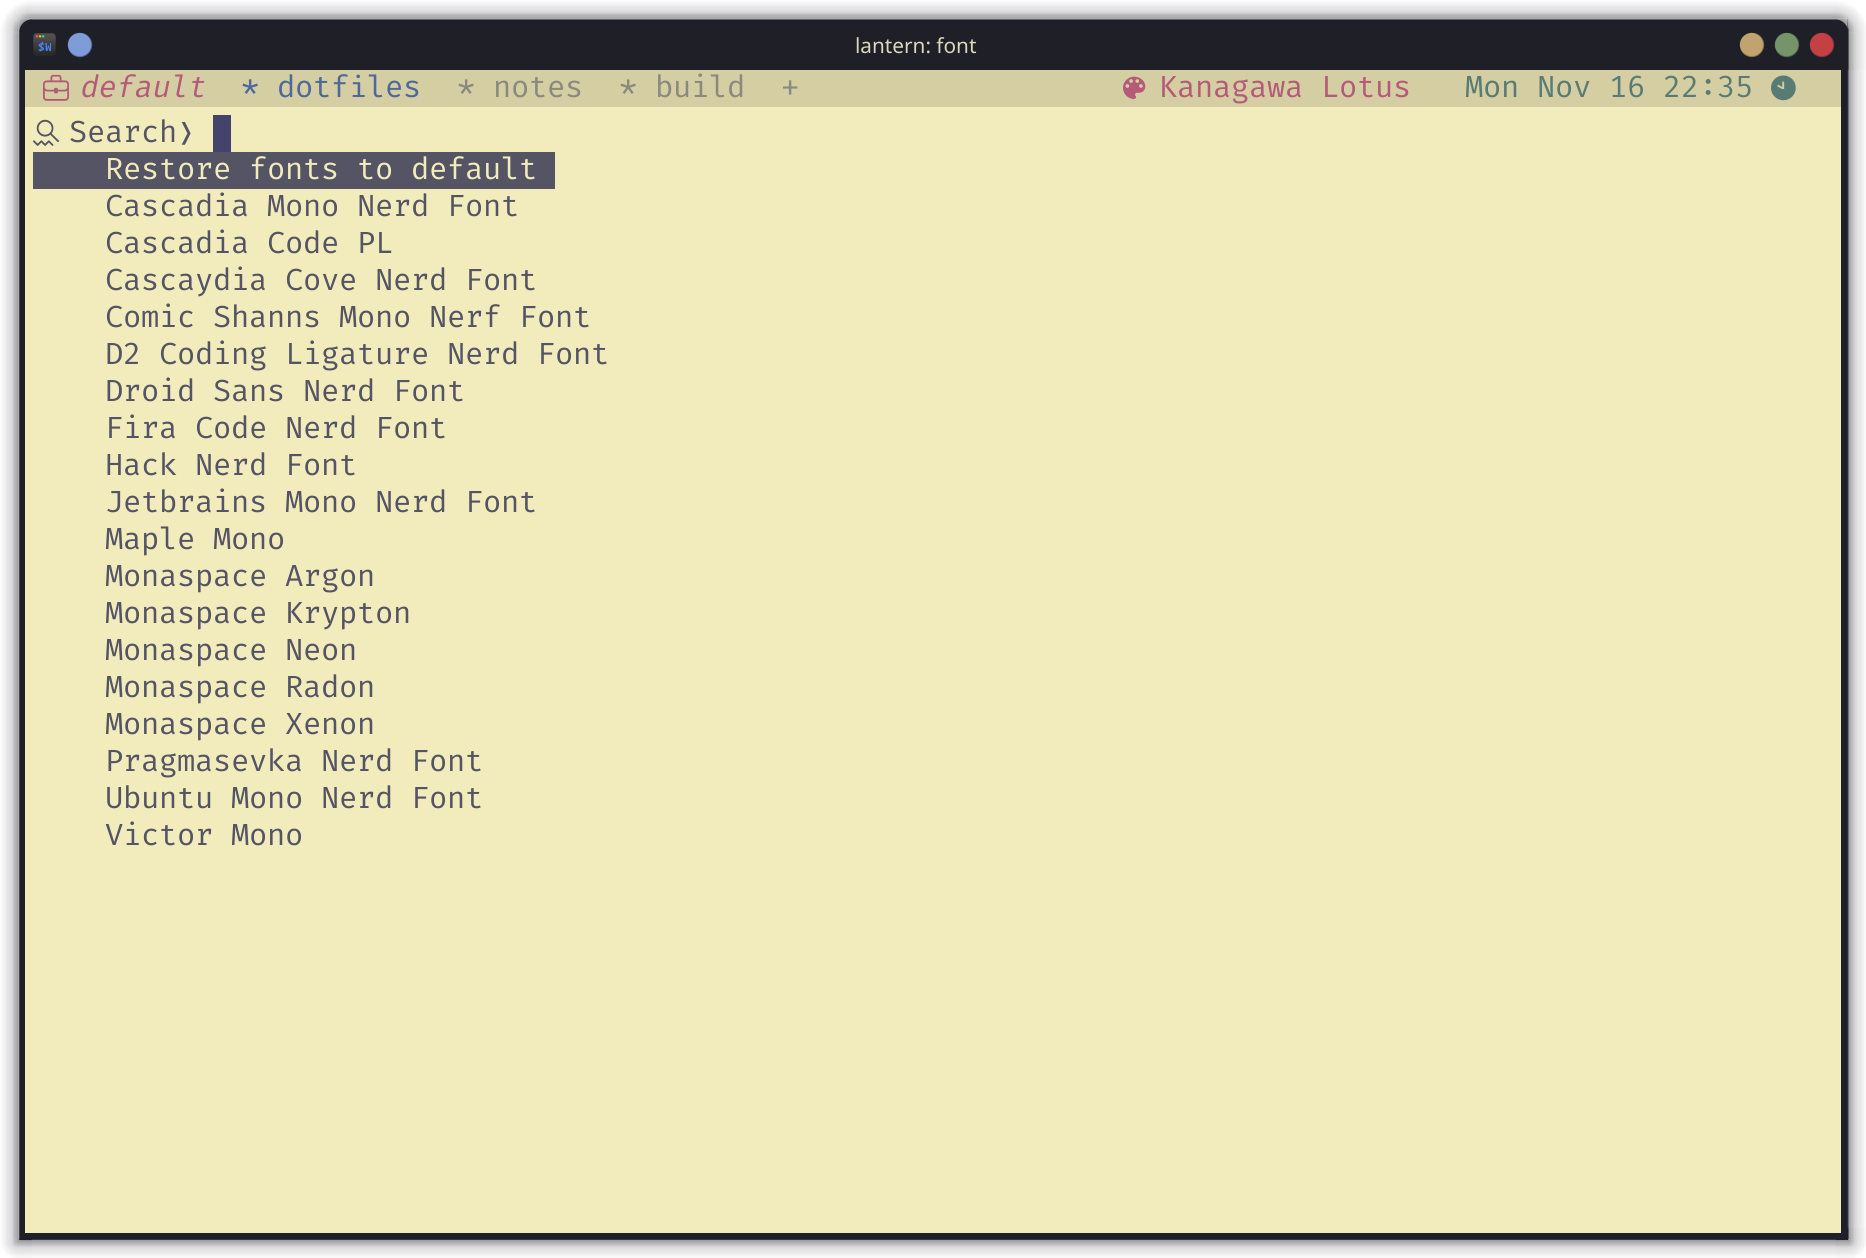 $W lantern: font
default * dotfiles * notes * build + Kanagawa Lotus Mon Nov 16 22:35
Search❯
Restore fonts to default
Cascadia Mono Nerd Font
Cascadia Code PL
Cascaydia Cove Nerd Font
Comic Shanns Mono Nerf Font
D2 Coding Ligature Nerd Font
Droid Sans Nerd Font
Fira Code Nerd Font
Hack Nerd Font
Jetbrains Mono Nerd Font
Maple Mono
Monaspace Argon
Monaspace Krypton
Monaspace Neon
Monaspace Radon
Monaspace Xenon
Pragmasevka Nerd Font
Ubuntu Mono Nerd Font
Victor Mono